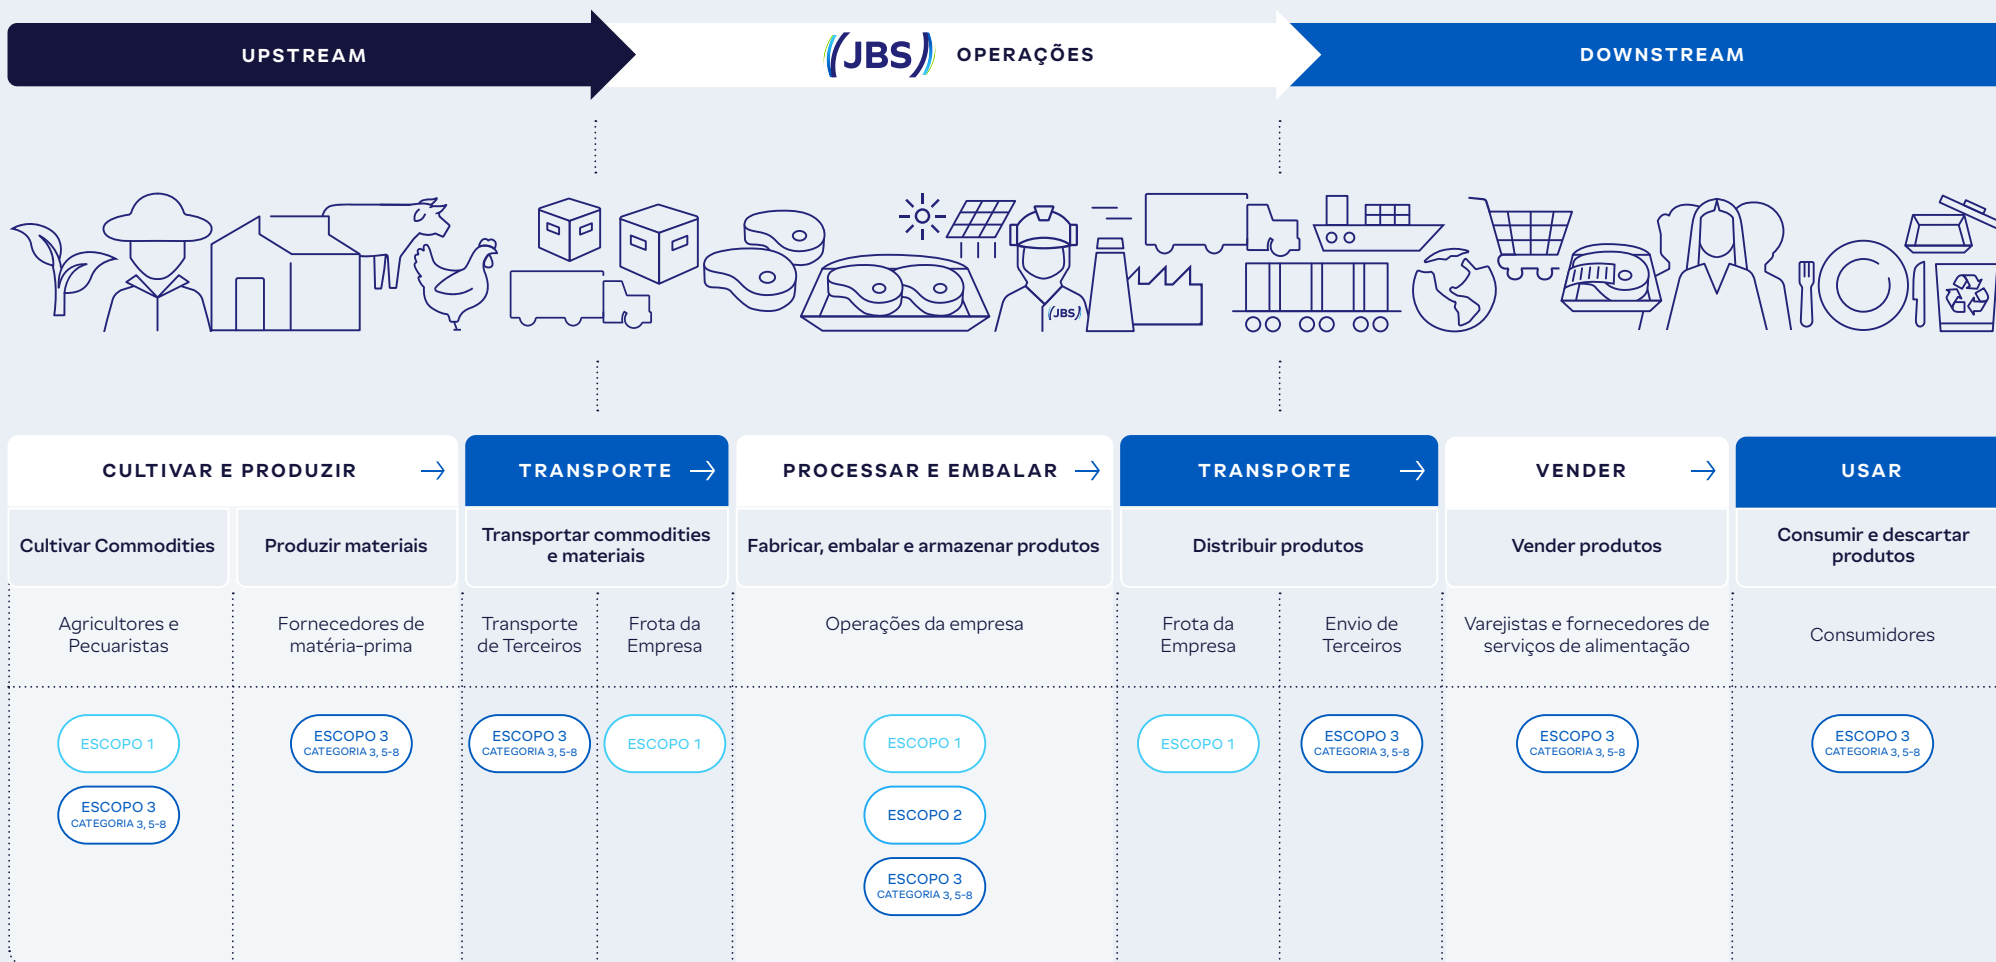 UPSTREAM
JBS OPERAÇÕES
DOWNSTREAM
JBS
CULTIVAR E PRODUZIR
TRANSPORTE
PROCESSAR E EMBALAR
TRANSPORTE
VENDER
USAR
Cultivar Commodities
Produzir materiais
Transportar commodities
e materiais
Fabricar, embalar e armazenar produtos
Distribuir produtos
Vender produtos
Consumir e descartar
produtos
Agricultores e
Pecuaristas
Fornecedores de
matéria-prima
Transporte
de Terceiros
Frota da
Empresa
Operações da empresa
Frota da
Empresa
Envio de
Terceiros
Varejistas e fornecedores de
serviços de alimentação
Consumidores
ESCOPO 1
ESCOPO 3
CATEGORIA 3, 5-8
ESCOPO 3
CATEGORIA 3, 5-8
ESCOPO 3
CATEGORIA 3, 5-8
ESCOPO 1
ESCOPO 1
ESCOPO 2
ESCOPO 3
CATEGORIA 3, 5-8
ESCOPO 1
ESCOPO 3
CATEGORIA 3, 5-8
ESCOPO 3
CATEGORIA 3, 5-8
ESCOPO 3
CATEGORIA 3, 5-8